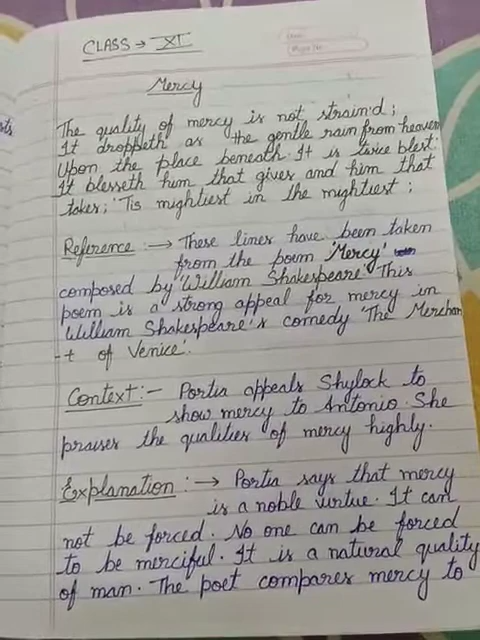 CLASS → XI
Mercy
The quality of mercy is not strain'd;
It droppeth as the gentle rain from heaven
Upon the place beneath. It is twice blest.
It blesseth him that gives and him that
takes; 'Tis mightiest in the mightiest;
Reference :→ These lines have been taken
from the poem 'Mercy'
composed by 'William Shakespeare' This
poem is a strong appeal for mercy in
'William Shakespeare's comedy 'The Merchan
-t of Venice'.
Context:- Portia appeals Shylock to
show mercy to Antonio. She
praises the qualities of mercy highly.
Explanation :→ Portia says that mercy
is a noble virtue. It can
not be forced. No one can be forced
to be merciful. It is a natural quality
of man. The poet compares mercy to